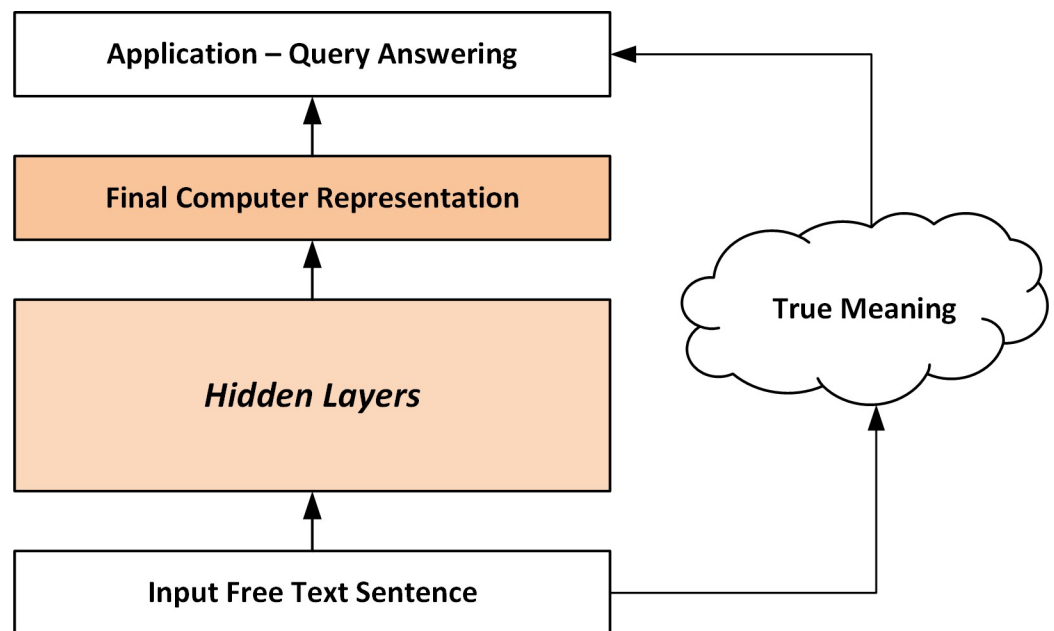 Application – Query Answering
Final Computer Representation
True Meaning
Hidden Layers
Input Free Text Sentence